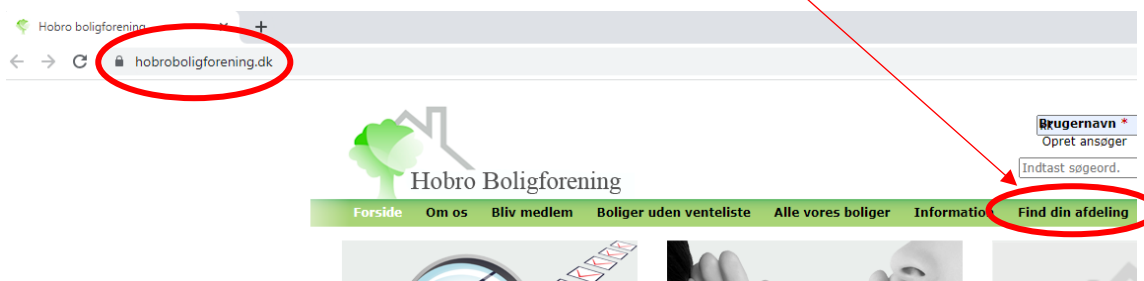 Hobro boligforening
hobroboligforening.dk
Brugernavn *
Opret ansøger
Indtast søgeord.
Hobro Boligforening
Forside Om os Bliv medlem Boliger uden venteliste Alle vores boliger Information Find din afdeling